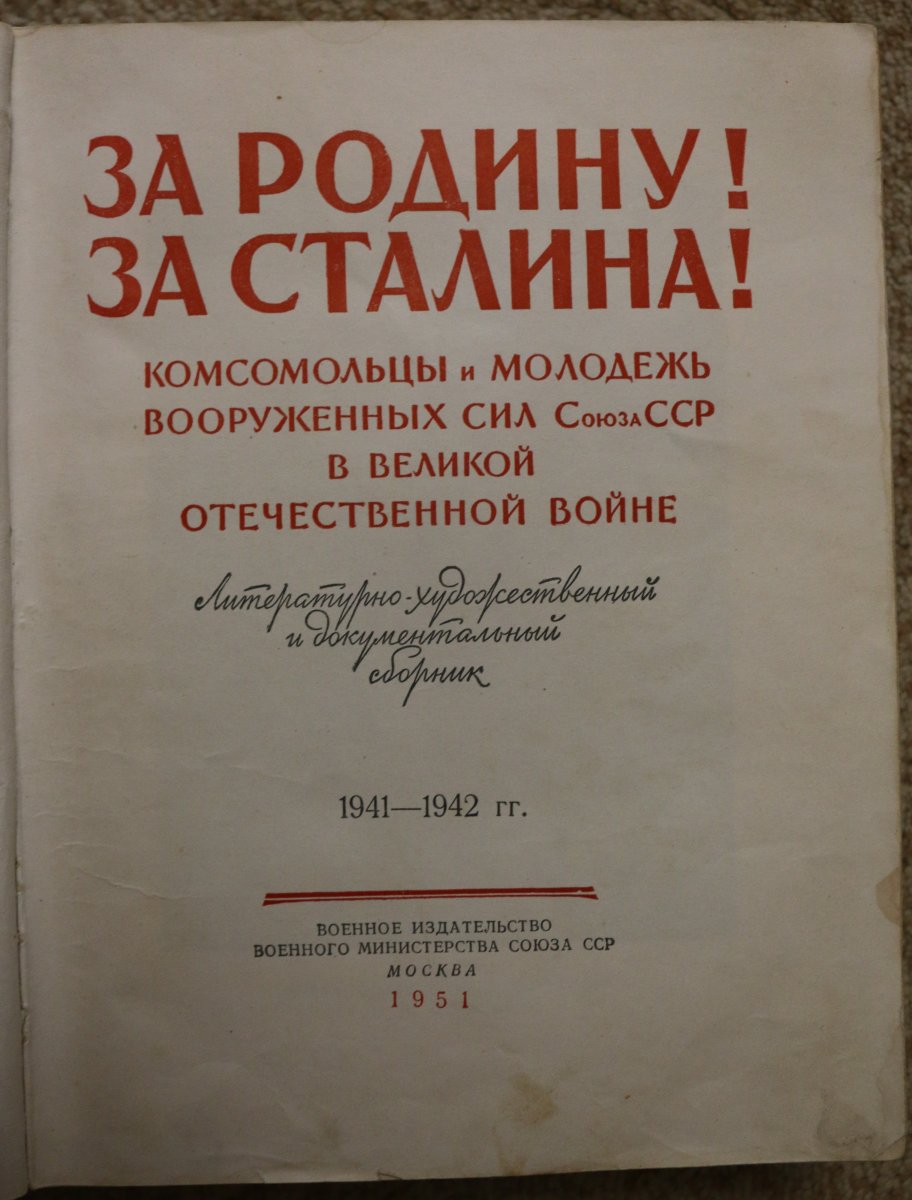 ЗА РОДИНУ!
ЗА СТАЛИНА!
КОМСОМОЛЬЦЫ и МОЛОДЕЖЬ
ВООРУЖЕННЫХ СИЛ СОЮЗА ССР
В ВЕЛИКОЙ
ОТЕЧЕСТВЕННОЙ ВОЙНЕ
Литературно-художественный
и документальный
сборник
1941—1942 гг.
ВОЕННОЕ ИЗДАТЕЛЬСТВО
ВОЕННОГО МИНИСТЕРСТВА СОЮЗА ССР
МОСКВА
1951